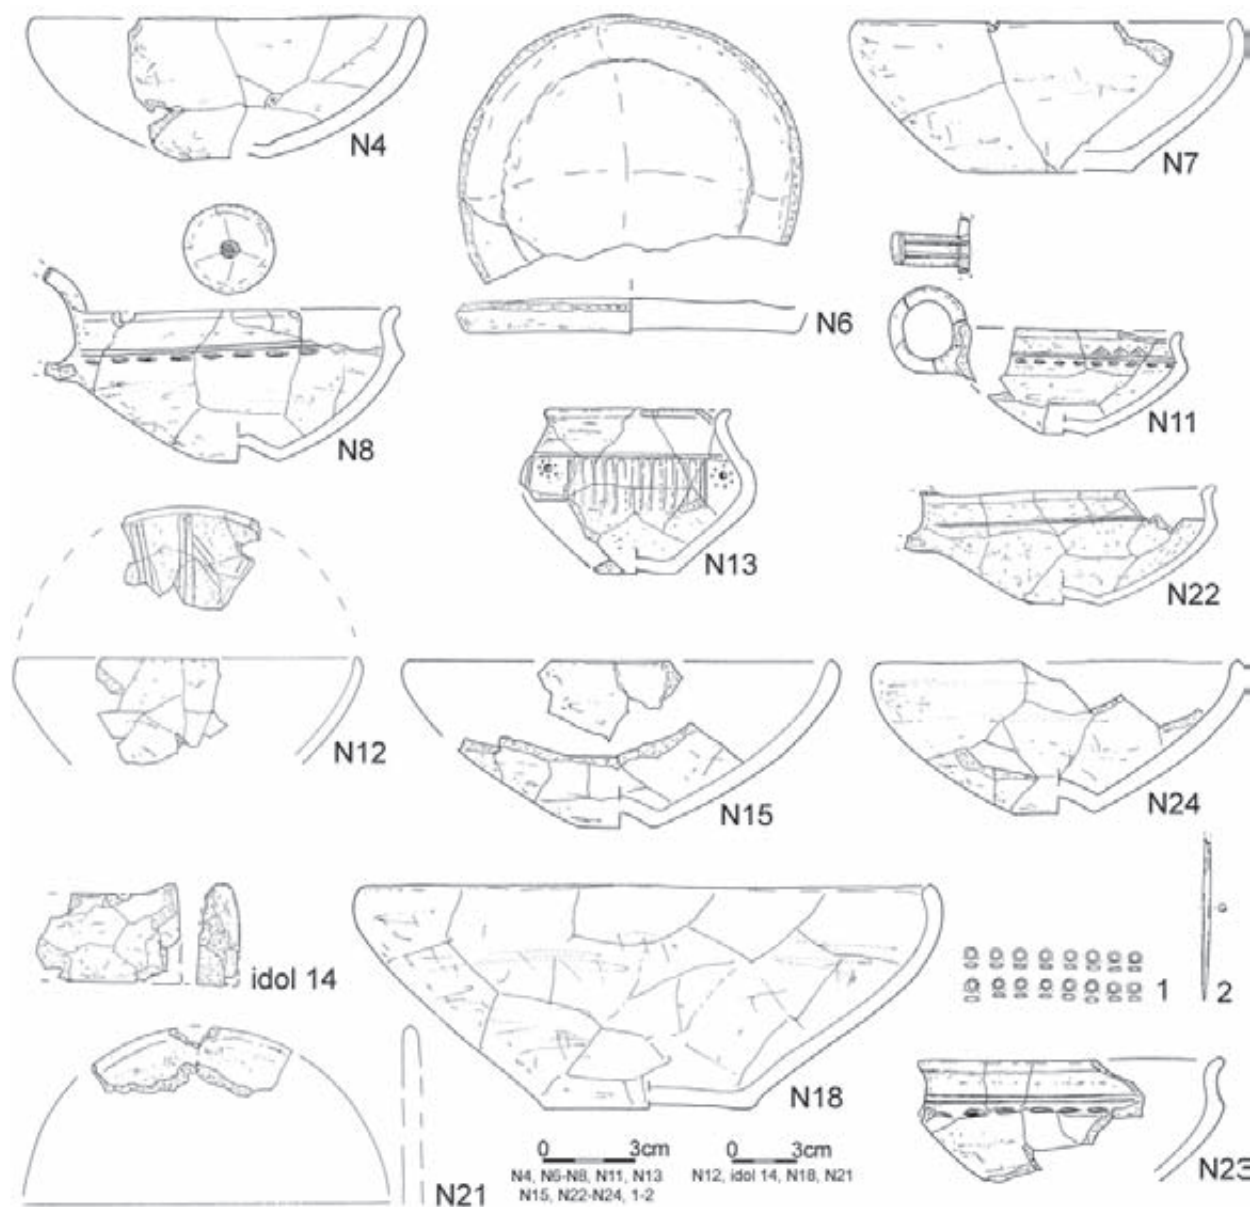 N4
N7
N6
N8
N11
N13
N22
N12
N15
N24
idol 14
1
2
N18
N21
N23
0 3cm
N4, N6-N8, N11, N13
N15, N22-N24, 1-2
0 3cm
N12, idol 14, N18, N21